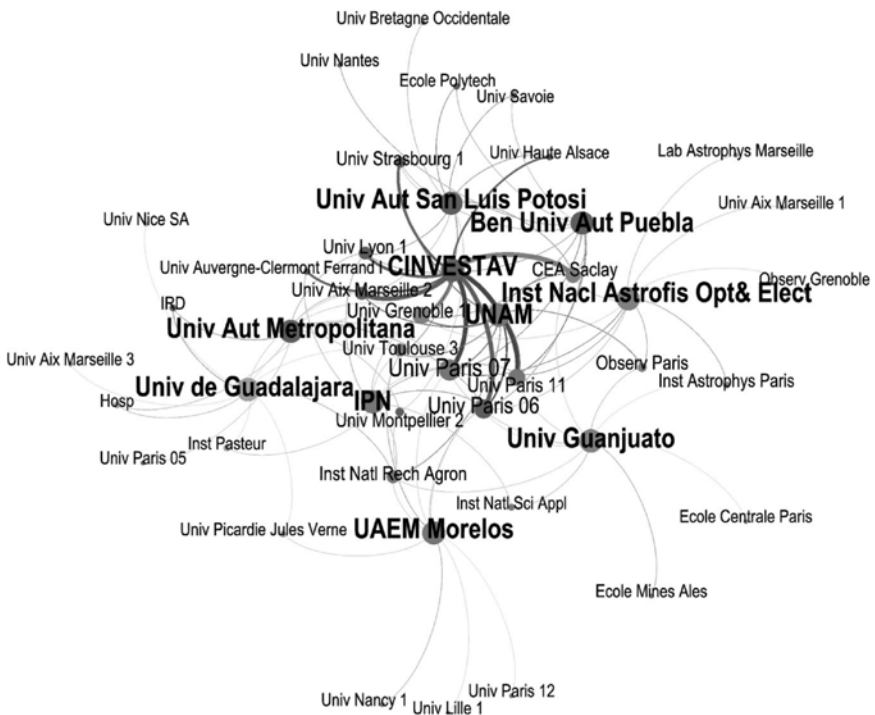 Univ Bretagne Occidentale
Univ Nantes
Ecole Polytech
Univ Savoie
Univ Strasbourg 1
Univ Haute Alsace
Lab Astrophys Marseille
Univ Aut San Luis Potosi
Univ Aix Marseille 1
Ben Univ Aut Puebla
Univ Nice SA
Univ Lyon 1
Univ Auvergne-Clermont Ferrand I
CINVESTAV
CEA Saclay
Observ Grenoble
Univ Aix Marseille 2
Inst Nacl Astrofis Opt& Elect
IRD
Univ Grenoble 1
UNAM
Univ Aut Metropolitana
Univ Toulouse 3
Univ Aix Marseille 3
Univ Paris 07
Observ Paris
Univ de Guadalajara
Univ Paris 11
Inst Astrophys Paris
Hosp
IPN
Univ Paris 06
Univ Montpellier 2
Inst Pasteur
Univ Guanjuato
Univ Paris 05
Inst Natl Rech Agron
Inst Natl Sci Appl
Ecole Centrale Paris
Univ Picardie Jules Verne
UAEM Morelos
Ecole Mines Ales
Univ Nancy 1
Univ Paris 12
Univ Lille 1